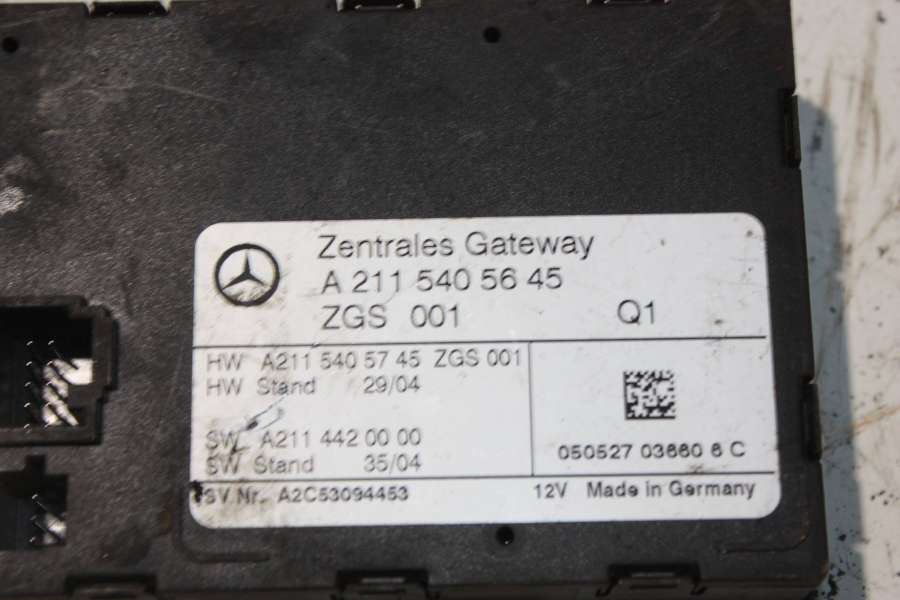 Zentrales Gateway
A 211 540 56 45
ZGS 001 Q1
HW A211 540 57 45 ZGS 001
HW Stand 29/04
SW A211 442 00 00
SW Stand 35/04
050527 03660 6 C
SV Nr. A2C53094453 12V Made in Germany